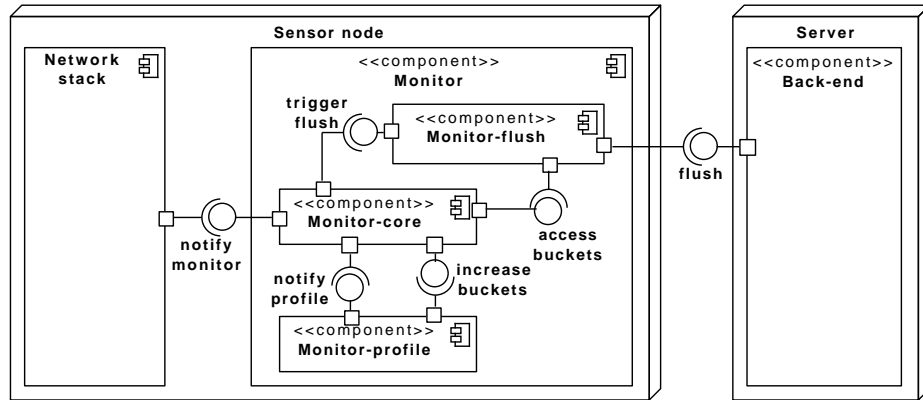 Sensor node
Network
stack
<<component>>
Monitor
trigger
flush
<<component>>
Monitor-flush
<<component>>
Monitor-core
notify
monitor
access
buckets
notify
profile
increase
buckets
<<component>>
Monitor-profile
flush
Server
<<component>>
Back-end